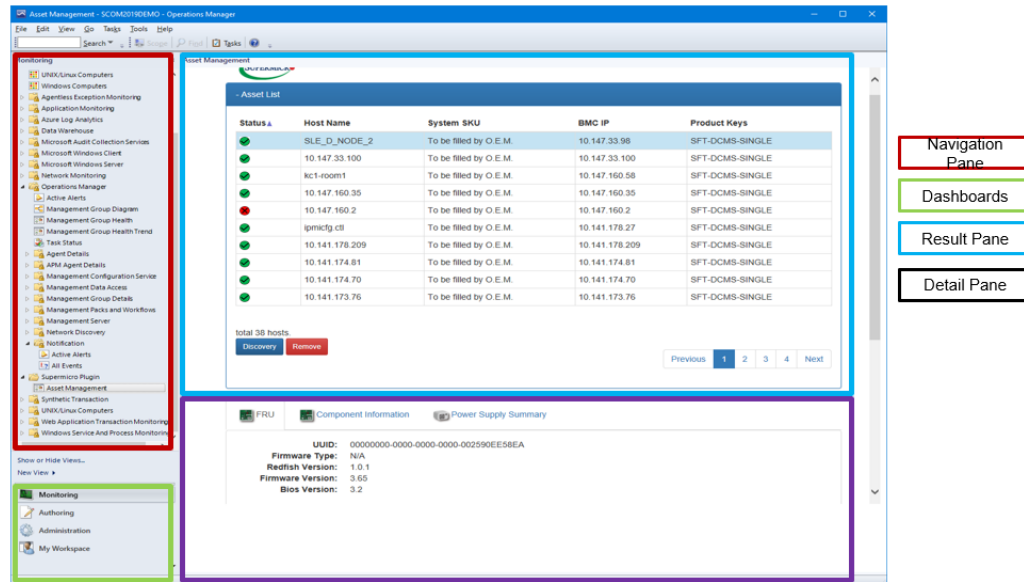 Asset Management - SCOM2019DEMO - Operations Manager
File Edit View Go Tasks Tools Help
Search Scope Find Tasks
Monitoring
UNIX/Linux Computers
Windows Computers
Agentless Exception Monitoring
Application Monitoring
Azure Log Analytics
Data Warehouse
Microsoft Audit Collection Services
Microsoft Windows Client
Microsoft Windows Server
Network Monitoring
Operations Manager
Active Alerts
Management Group Diagram
Management Group Health
Management Group Health Trend
Task Status
Agent Details
APM Agent Details
Management Configuration Service
Management Data Access
Management Group Details
Management Packs and Workflows
Management Server
Network Discovery
Notification
Active Alerts
All Events
Supermicro Plugin
Asset Management
Synthetic Transaction
UNIX/Linux Computers
Web Application Transaction Monitoring
Windows Service And Process Monitoring
Show or Hide Views...
New View
Monitoring
Authoring
Administration
My Workspace
Asset Management
SUPERMICR
- Asset List
Status Host Name System SKU BMC IP Product Keys
SLE_D_NODE_2 To be filled by O.E.M. 10.147.33.98 SFT-DCMS-SINGLE
10.147.33.100 To be filled by O.E.M. 10.147.33.100 SFT-DCMS-SINGLE
kc1-room1 To be filled by O.E.M. 10.147.160.58 SFT-DCMS-SINGLE
10.147.160.35 To be filled by O.E.M. 10.147.160.35 SFT-DCMS-SINGLE
10.147.160.2 To be filled by O.E.M. 10.147.160.2 SFT-DCMS-SINGLE
ipmicfg.ctl To be filled by O.E.M. 10.141.178.27 SFT-DCMS-SINGLE
10.141.178.209 To be filled by O.E.M. 10.141.178.209 SFT-DCMS-SINGLE
10.141.174.81 To be filled by O.E.M. 10.141.174.81 SFT-DCMS-SINGLE
10.141.174.70 To be filled by O.E.M. 10.141.174.70 SFT-DCMS-SINGLE
10.141.173.76 To be filled by O.E.M. 10.141.173.76 SFT-DCMS-SINGLE
total 38 hosts.
Discovery Remove
Previous 1 2 3 4 Next
FRU Component Information Power Supply Summary
UUID: 00000000-0000-0000-0000-002590EE58EA
Firmware Type: N/A
Redfish Version: 1.0.1
Firmware Version: 3.65
Bios Version: 3.2
Navigation
Pane
Dashboards
Result Pane
Detail Pane